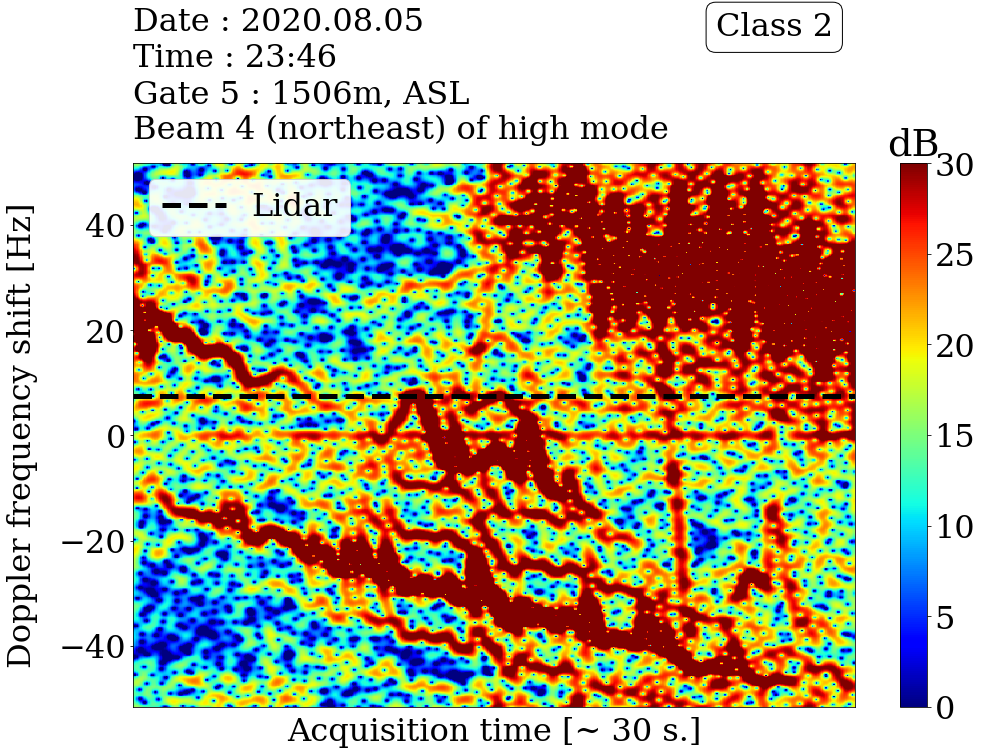 Date : 2020.08.05
Time : 23:46
Gate 5 : 1506m, ASL
Beam 4 (northeast) of high mode
Class 2
dB
Lidar
Doppler frequency shift [Hz]
40
20
0
−20
−40
30
25
20
15
10
5
0
Acquisition time [~ 30 s.]